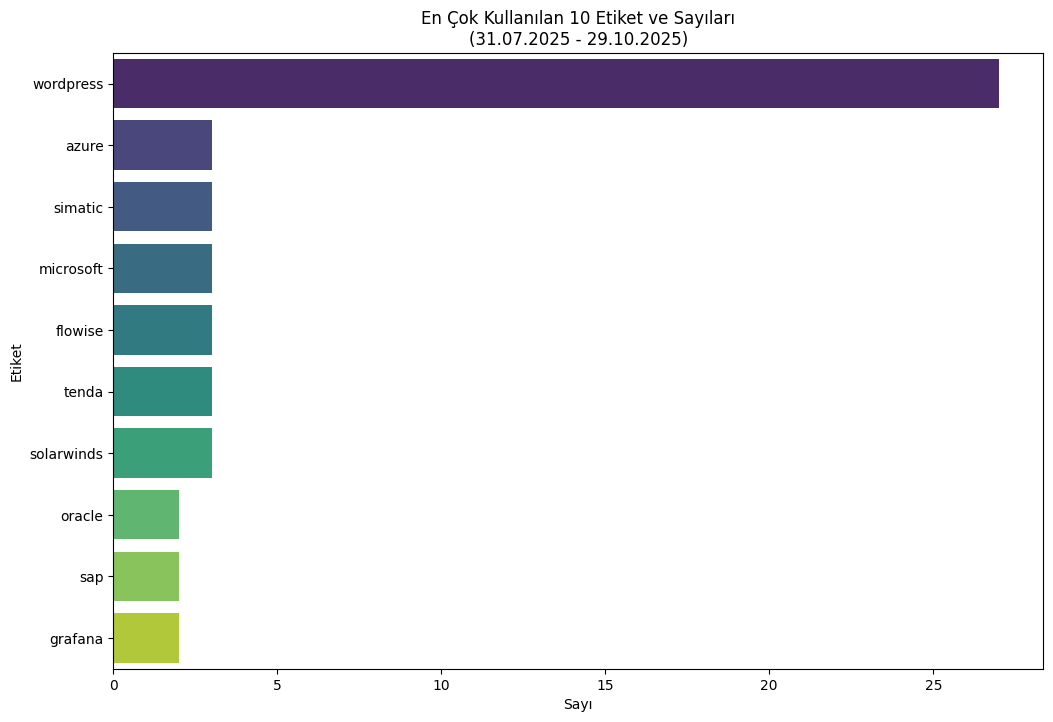 En Çok Kullanılan 10 Etiket ve Sayıları
(31.07.2025 - 29.10.2025)
Etiket
wordpress
azure
simatic
microsoft
flowise
tenda
solarwinds
oracle
sap
grafana
0 5 10 15 20 25
Sayı